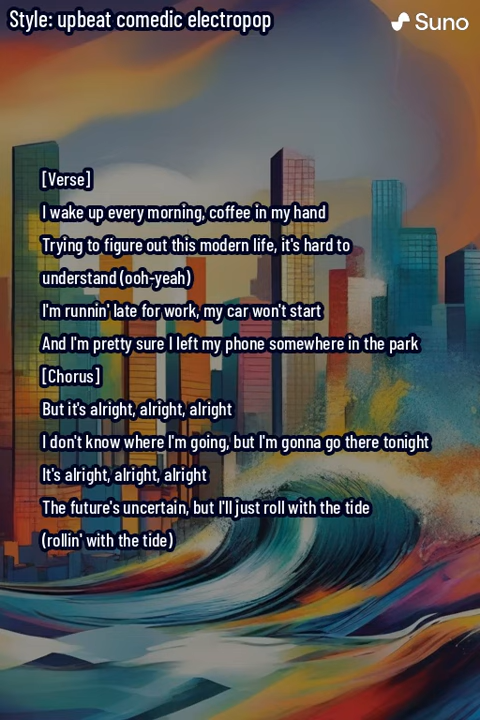 Style: upbeat comedic electropop
Suno
[Verse]
I wake up every morning, coffee in my hand
Trying to figure out this modern life, it's hard to
understand (ooh-yeah)
I'm runnin' late for work, my car won't start
And I'm pretty sure I left my phone somewhere in the park
[Chorus]
But it's alright, alright, alright
I don't know where I'm going, but I'm gonna go there tonight
It's alright, alright, alright
The future's uncertain, but I'll just roll with the tide
(rollin' with the tide)